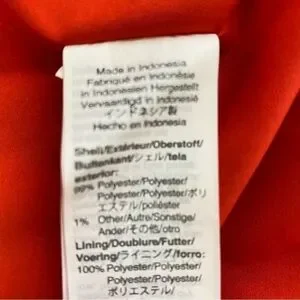 Made in Indonesia
Fabriqué en Indonésie
In Indonesien Hergestellt
Vervaardigd in Indonesië
インドネシア製
Hecho en Indonesia
Shell/Extérieur/Oberstoff/
Buitenkant/シェル/tela
exterior:
99% Polyester/Polyester/
Polyester/Polyester/ポリ
エステル/poliéster
1% Other/Autre/Sonstige/
Ander/その他/otro
Lining/Doublure/Futter/
Voering/ライニング/forro:
100% Polyester/Polyester/
Polyester/Polyester/
ポリエステル/